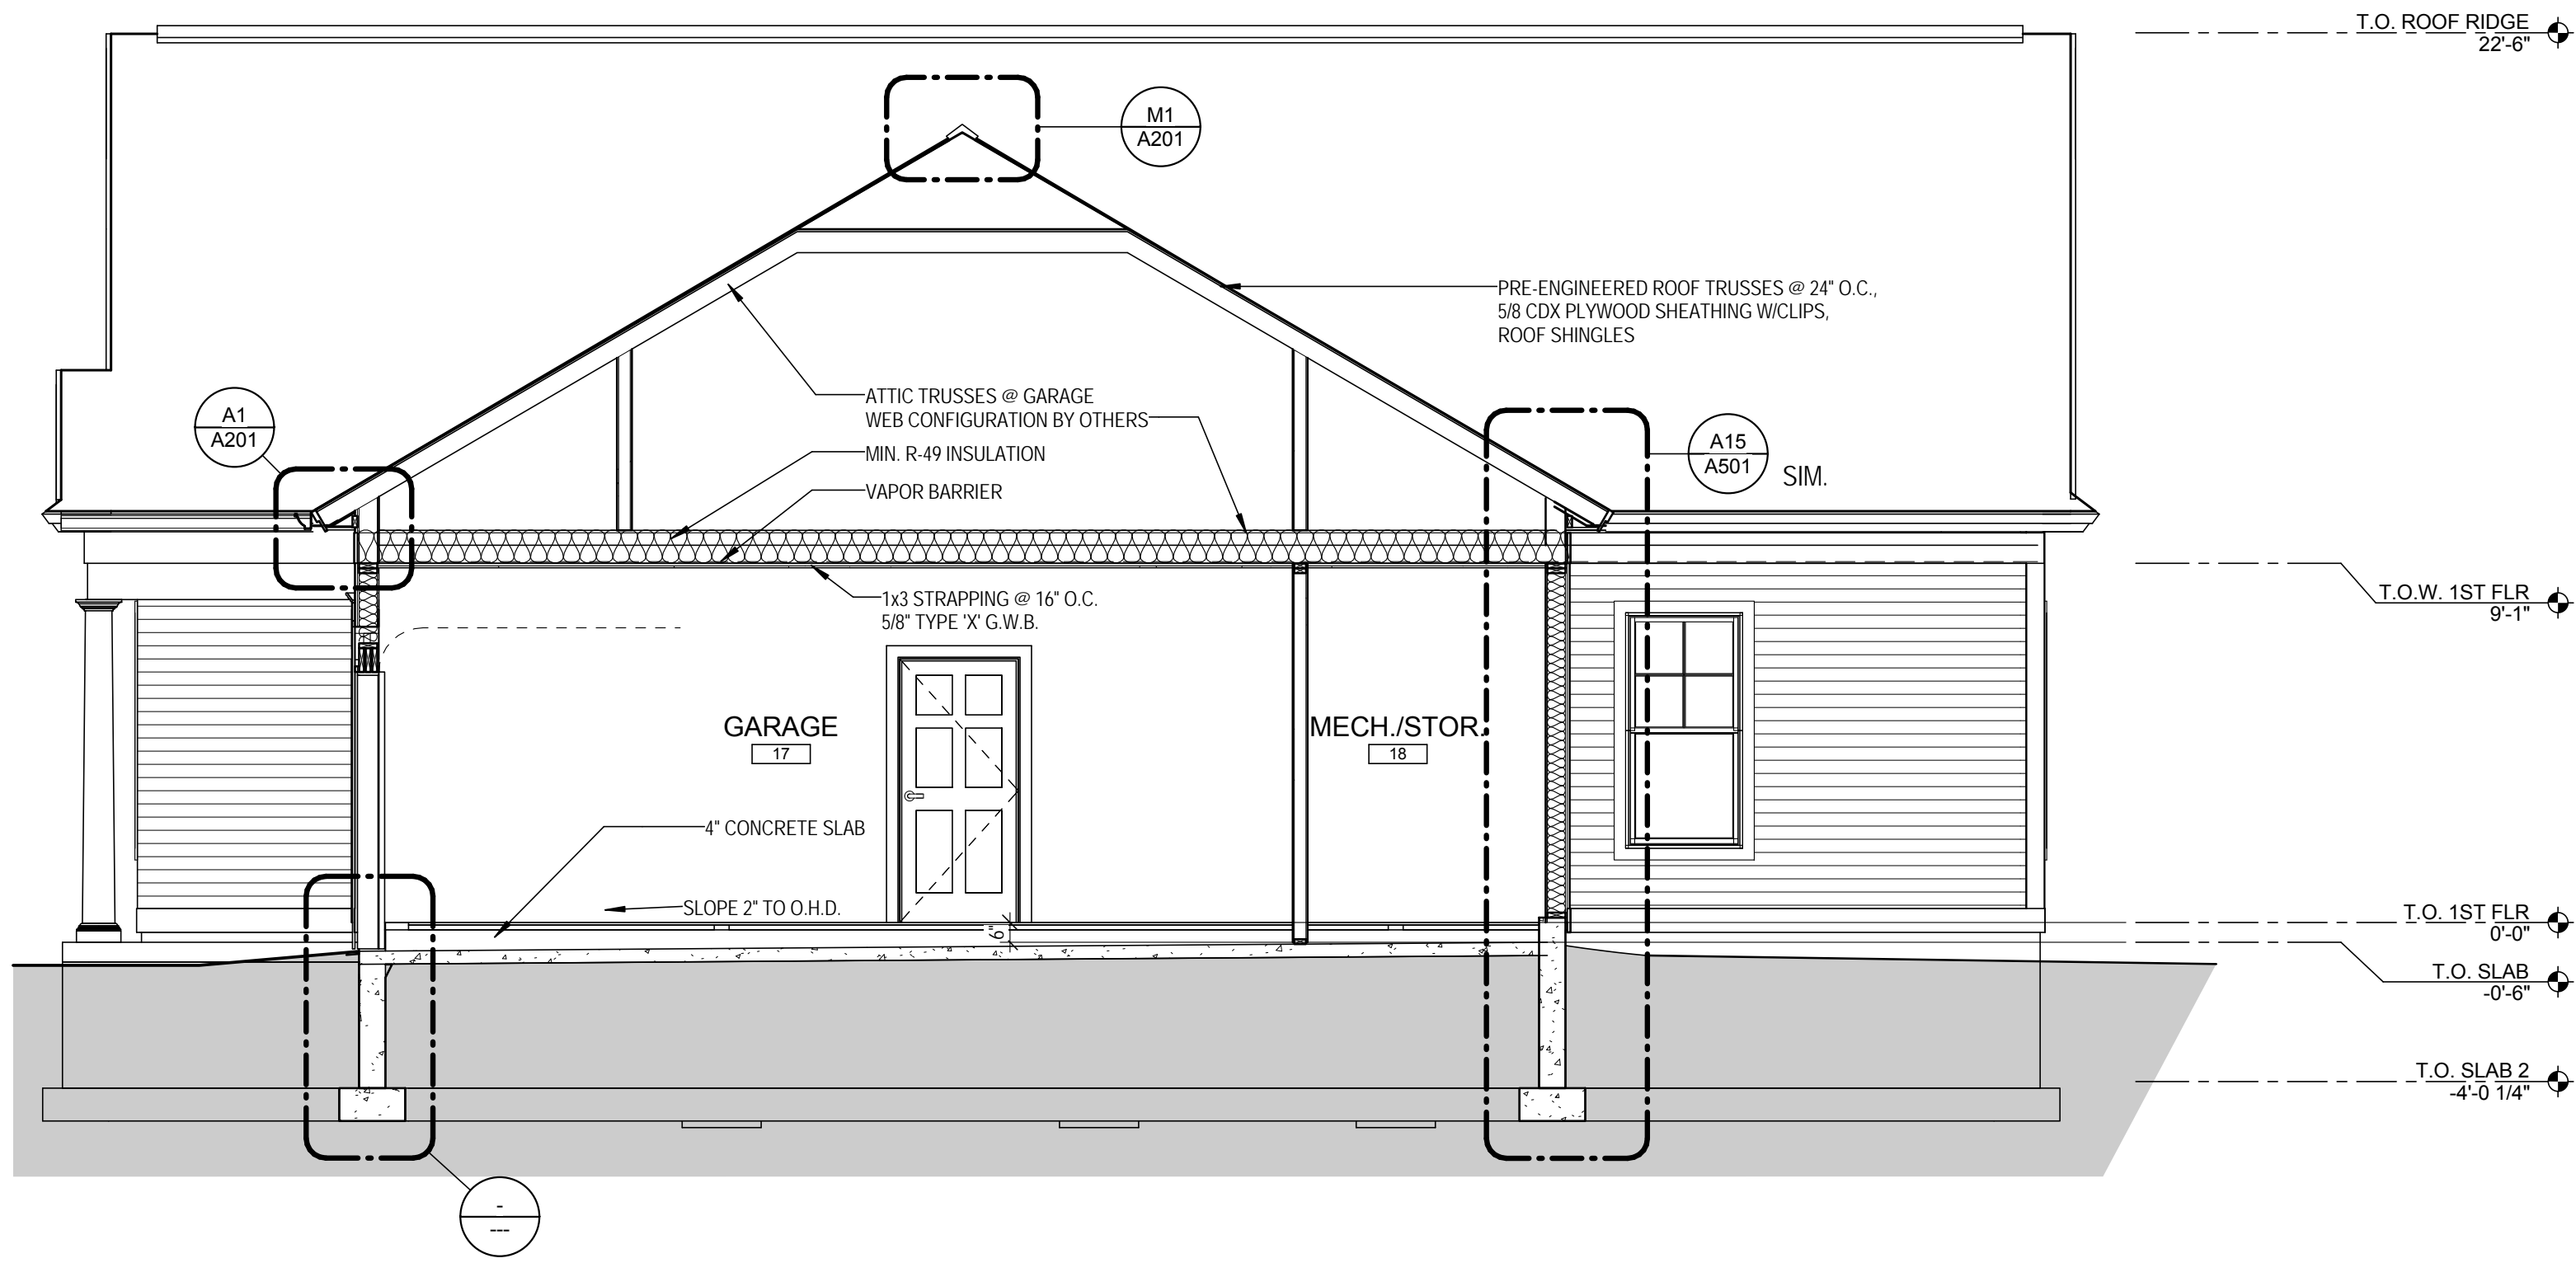 T.O. ROOF RIDGE
22'-6"
M1
A201
PRE-ENGINEERED ROOF TRUSSES @ 24" O.C.,
5/8 CDX PLYWOOD SHEATHING W/CLIPS,
ROOF SHINGLES
ATTIC TRUSSES @ GARAGE
WEB CONFIGURATION BY OTHERS
A1
A201
MIN. R-49 INSULATION
A15
A501
SIM.
VAPOR BARRIER
1x3 STRAPPING @ 16" O.C.
5/8" TYPE 'X' G.W.B.
T.O.W. 1ST FLR
9'-1"
GARAGE
17
MECH./STOR.
18
4" CONCRETE SLAB
SLOPE 2" TO O.H.D.
6"
T.O. 1ST FLR
0'-0"
T.O. SLAB
-0'-6"
T.O. SLAB 2
-4'-0 1/4"
-
---